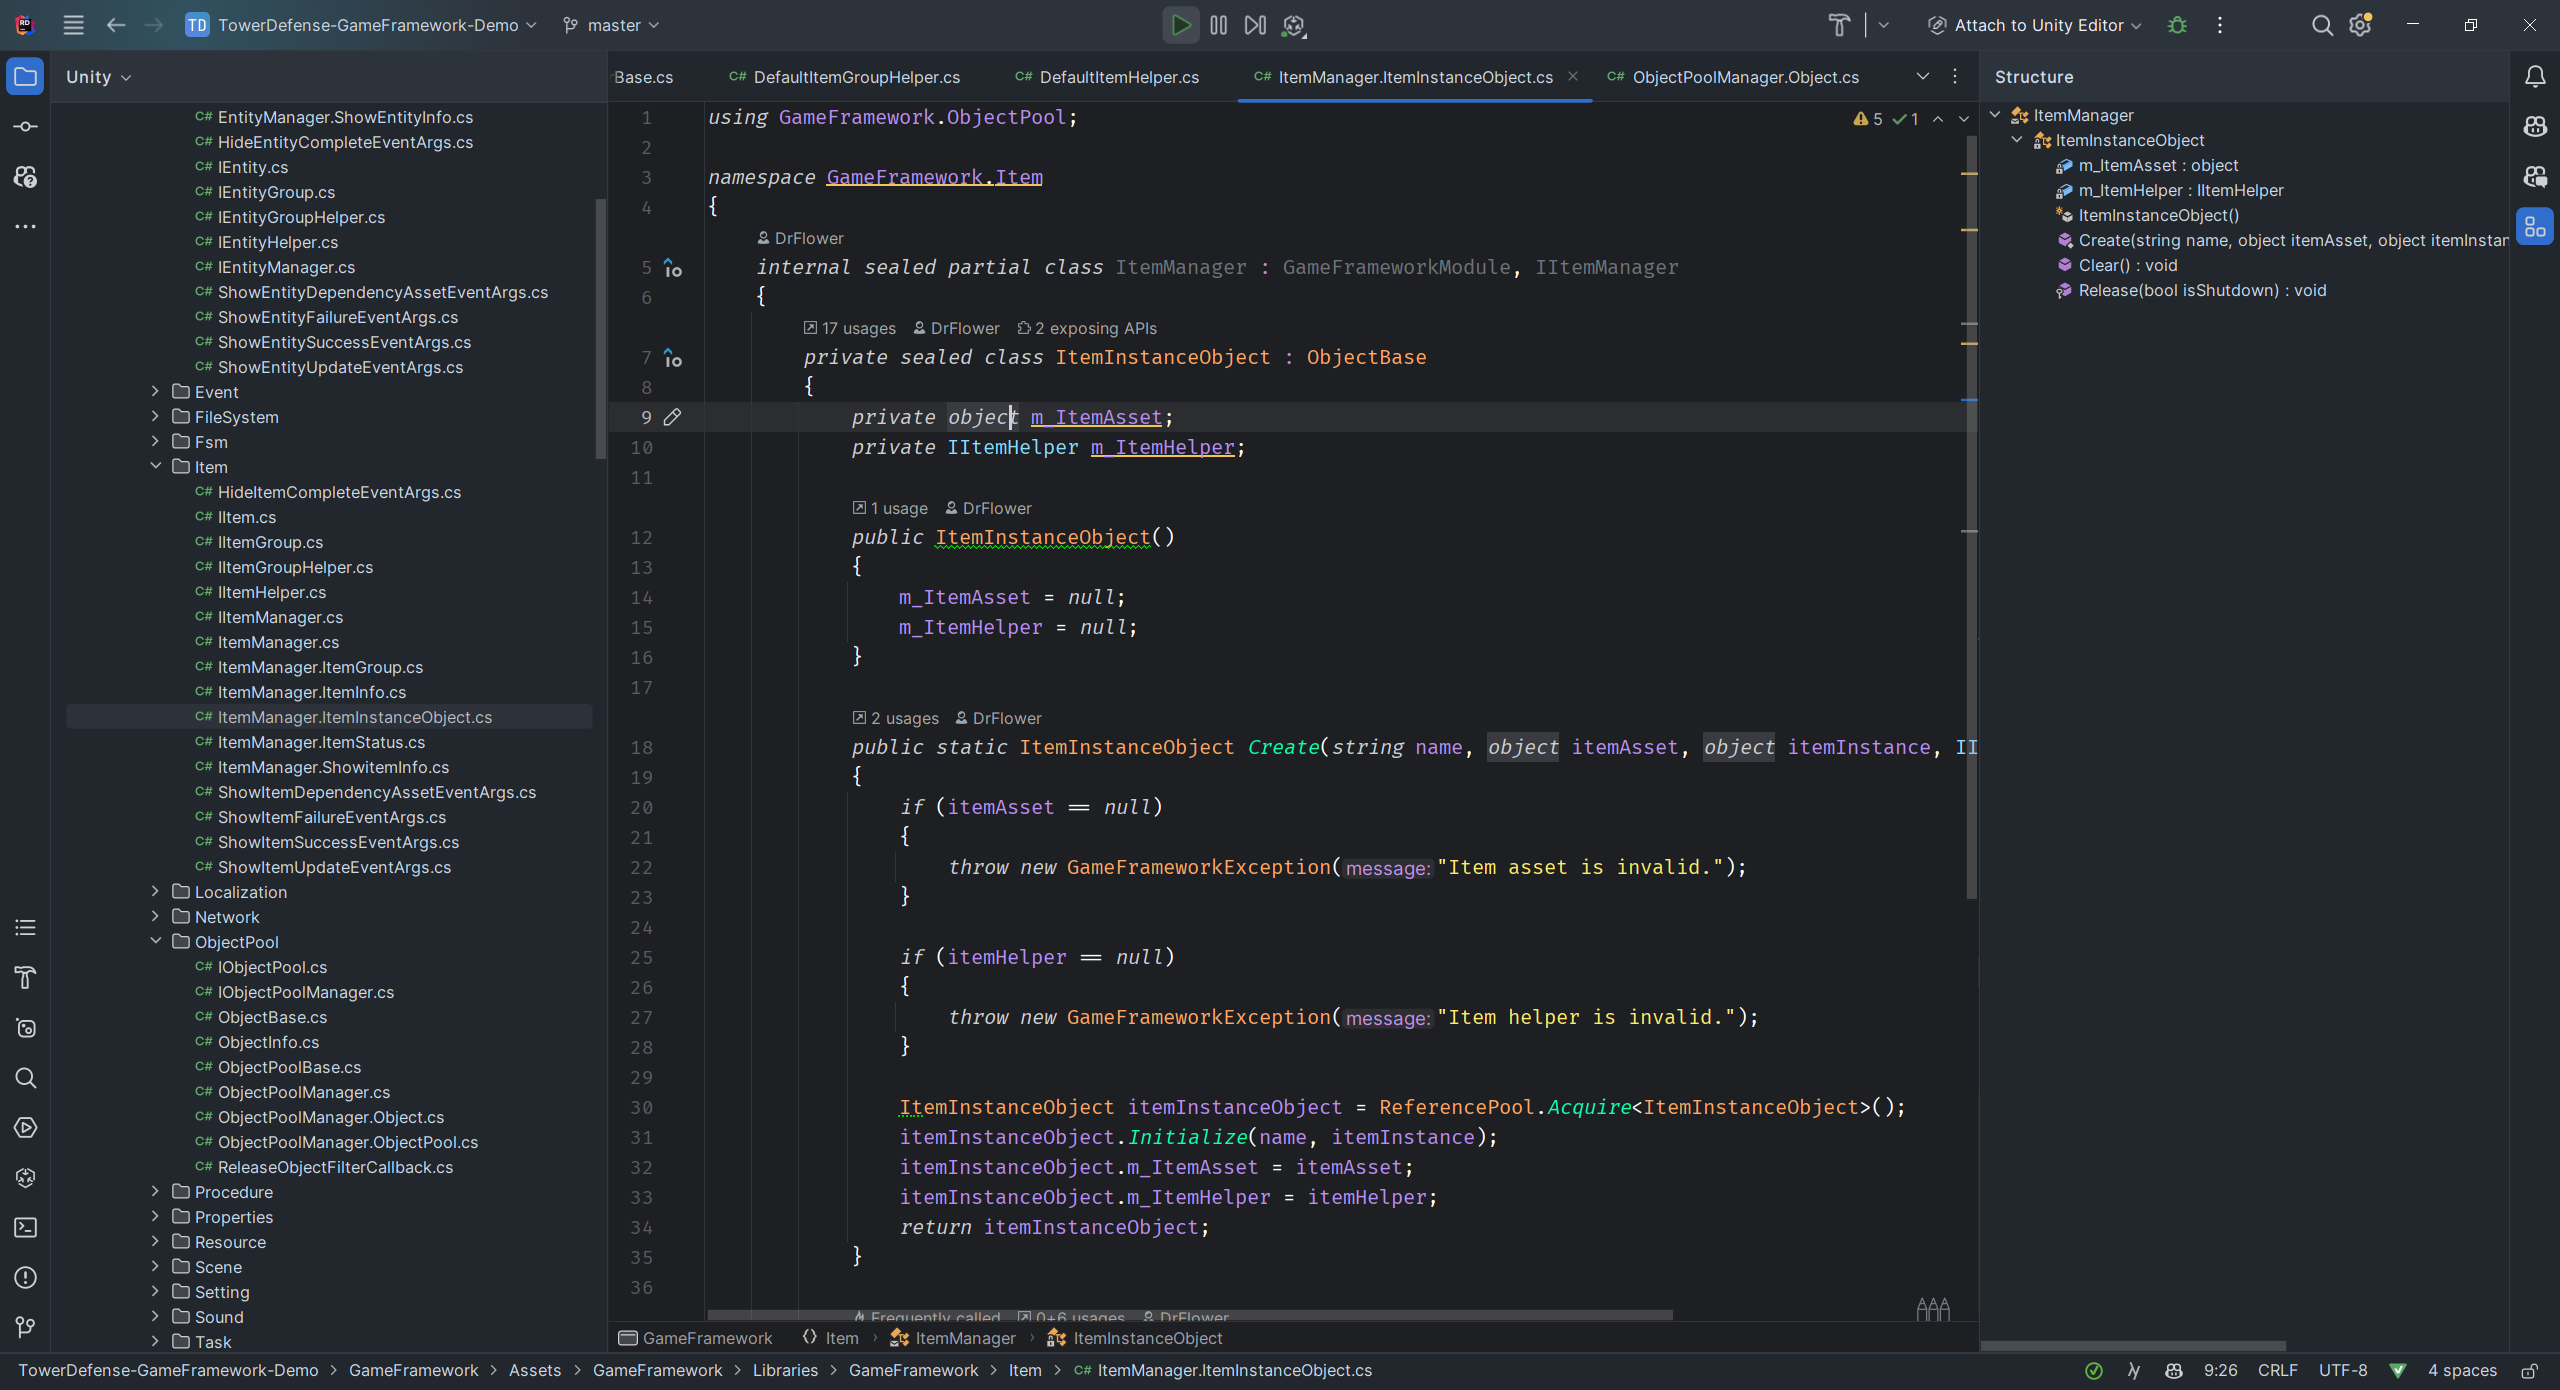 TD TowerDefense-GameFramework-Demo master Attach to Unity Editor
Unity
EntityManager.ShowEntityInfo.cs
HideEntityCompleteEventArgs.cs
IEntity.cs
IEntityGroup.cs
IEntityGroupHelper.cs
IEntityHelper.cs
IEntityManager.cs
ShowEntityDependencyAssetEventArgs.cs
ShowEntityFailureEventArgs.cs
ShowEntitySuccessEventArgs.cs
ShowEntityUpdateEventArgs.cs
Event
FileSystem
Fsm
Item
HideItemCompleteEventArgs.cs
IItem.cs
IItemGroup.cs
IItemGroupHelper.cs
IItemHelper.cs
IItemManager.cs
ItemManager.cs
ItemManager.ItemGroup.cs
ItemManager.ItemInfo.cs
ItemManager.ItemInstanceObject.cs
ItemManager.ItemStatus.cs
ItemManager.ShowitemInfo.cs
ShowItemDependencyAssetEventArgs.cs
ShowItemFailureEventArgs.cs
ShowItemSuccessEventArgs.cs
ShowItemUpdateEventArgs.cs
Localization
Network
ObjectPool
IObjectPool.cs
IObjectPoolManager.cs
ObjectBase.cs
ObjectInfo.cs
ObjectPoolBase.cs
ObjectPoolManager.cs
ObjectPoolManager.Object.cs
ObjectPoolManager.ObjectPool.cs
ReleaseObjectFilterCallback.cs
Procedure
Properties
Resource
Scene
Setting
Sound
Task
Base.cs C# DefaultItemGroupHelper.cs C# DefaultItemHelper.cs C# ItemManager.ItemInstanceObject.cs C# ObjectPoolManager.Object.cs
5 1
1 using GameFramework.ObjectPool;
2
3 namespace GameFramework.Item
4 {
DrFlower
5 internal sealed partial class ItemManager : GameFrameworkModule, IItemManager
6 {
17 usages DrFlower 2 exposing APIs
7 private sealed class ItemInstanceObject : ObjectBase
8 {
9 private object m_ItemAsset;
10 private IItemHelper m_ItemHelper;
11
1 usage DrFlower
12 public ItemInstanceObject()
13 {
14 m_ItemAsset = null;
15 m_ItemHelper = null;
16 }
17
2 usages DrFlower
18 public static ItemInstanceObject Create(string name, object itemAsset, object itemInstance, II
19 {
20 if (itemAsset == null)
21 {
22 throw new GameFrameworkException(message:"Item asset is invalid.");
23 }
24
25 if (itemHelper == null)
26 {
27 throw new GameFrameworkException(message:"Item helper is invalid.");
28 }
29
30 ItemInstanceObject itemInstanceObject = ReferencePool.Acquire<ItemInstanceObject>();
31 itemInstanceObject.Initialize(name, itemInstance);
32 itemInstanceObject.m_ItemAsset = itemAsset;
33 itemInstanceObject.m_ItemHelper = itemHelper;
34 return itemInstanceObject;
35 }
36
Frequently called 0+6 usages DrFlower
GameFramework Item ItemManager ItemInstanceObject
Structure
ItemManager
ItemInstanceObject
m_ItemAsset : object
m_ItemHelper : IItemHelper
ItemInstanceObject()
Create(string name, object itemAsset, object itemInstan
Clear() : void
Release(bool isShutdown) : void
TowerDefense-GameFramework-Demo > GameFramework > Assets > GameFramework > Libraries > GameFramework > Item > C# ItemManager.ItemInstanceObject.cs 9:26 CRLF UTF-8 4 spaces